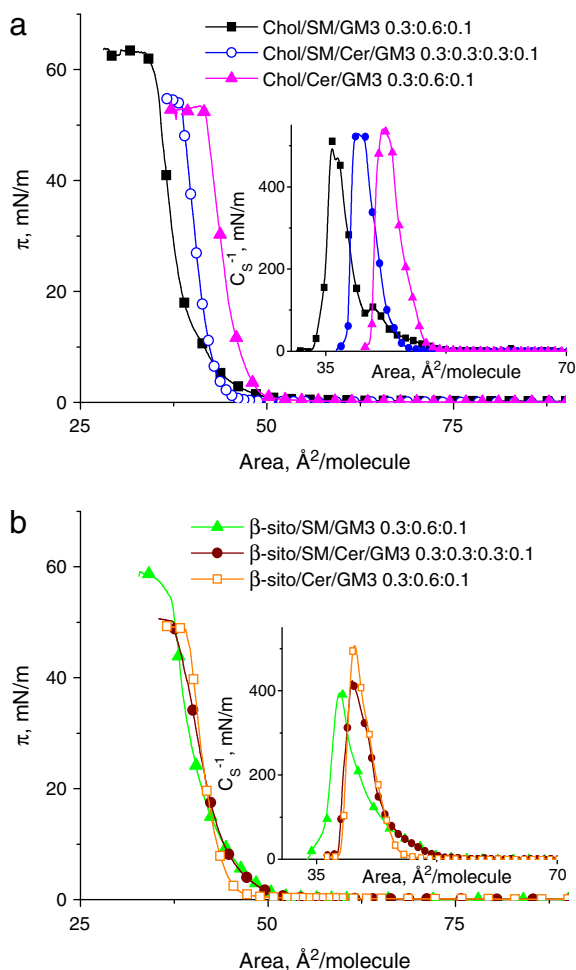 a
Chol/SM/GM3 0.3:0.6:0.1
Chol/SM/Cer/GM3 0.3:0.3:0.3:0.1
Chol/Cer/GM3 0.3:0.6:0.1
60
40
20
0
π, mN/m
25
50
75
Area, Å²/molecule
400
200
0
C_S⁻¹, mN/m
35
70
Area, Å²/molecule
b
β-sito/SM/GM3 0.3:0.6:0.1
β-sito/SM/Cer/GM3 0.3:0.3:0.3:0.1
β-sito/Cer/GM3 0.3:0.6:0.1
60
40
20
0
π, mN/m
25
50
75
Area, Å²/molecule
400
200
0
C_S⁻¹, mN/m
35
70
Area, Å²/molecule